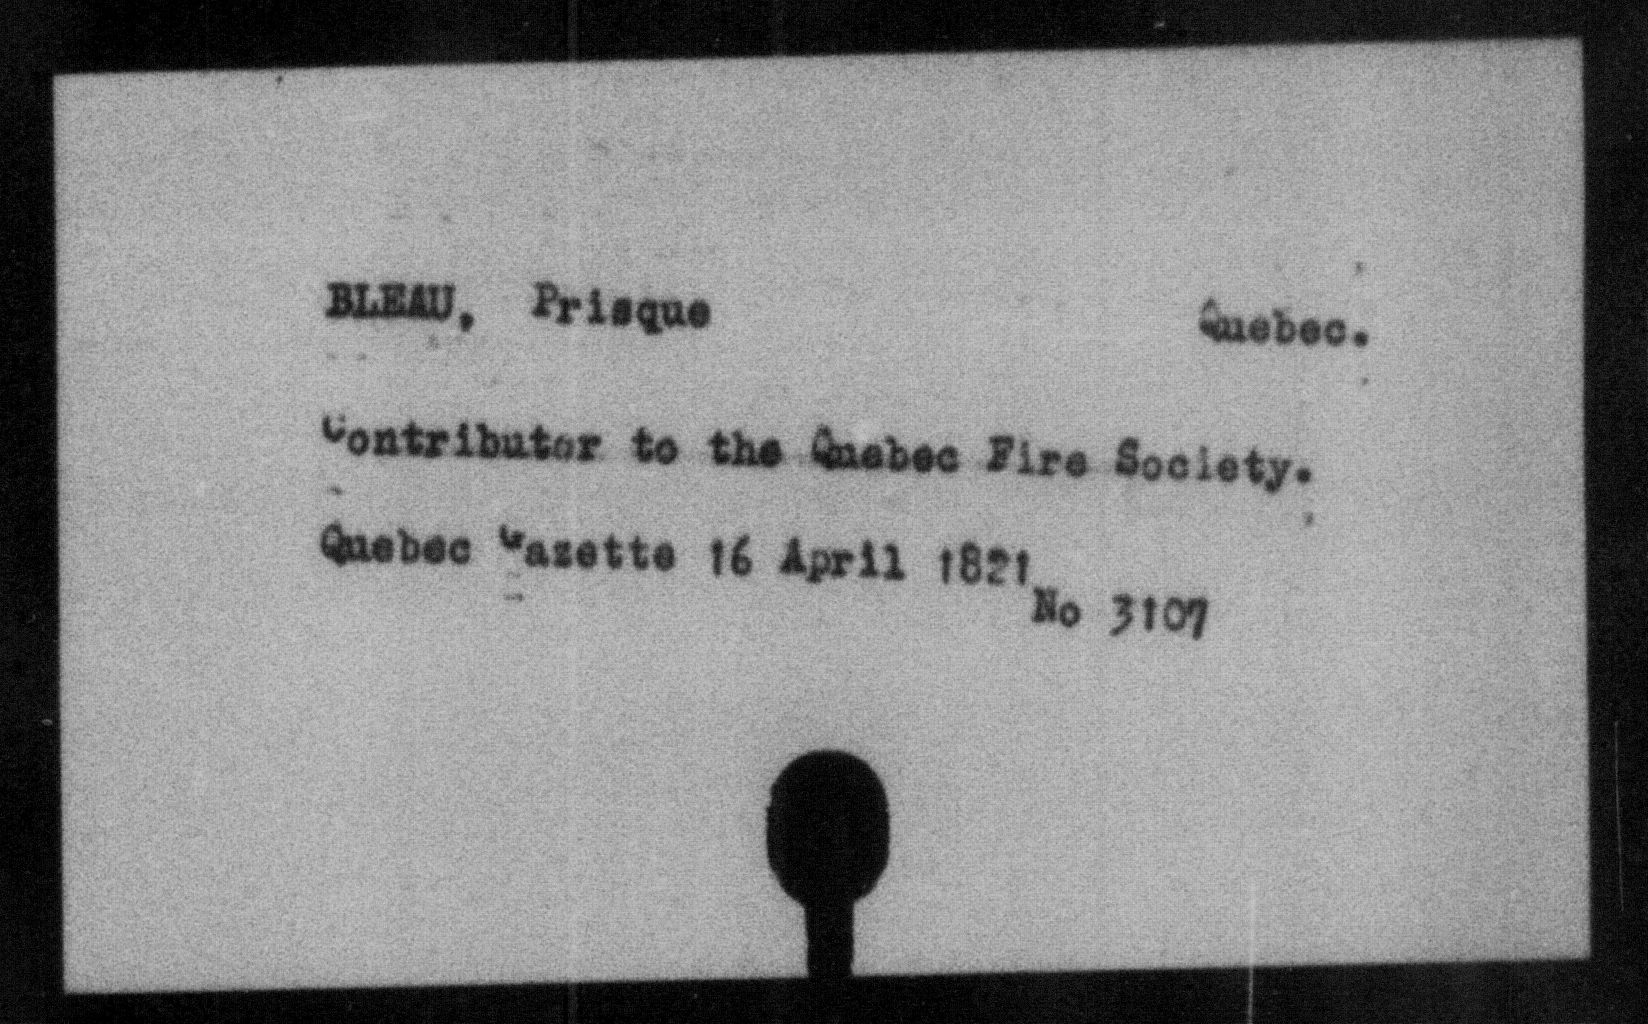 BLEAU, Prisque Quebec.
Contributor to the Quebec Fire Society.
Quebec Gazette 16 April 1821
No 3107